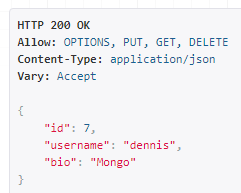 HTTP 200 OK
Allow: OPTIONS, PUT, GET, DELETE
Content-Type: application/json
Vary: Accept
{
    "id": 7,
    "username": "dennis",
    "bio": "Mongo"
}